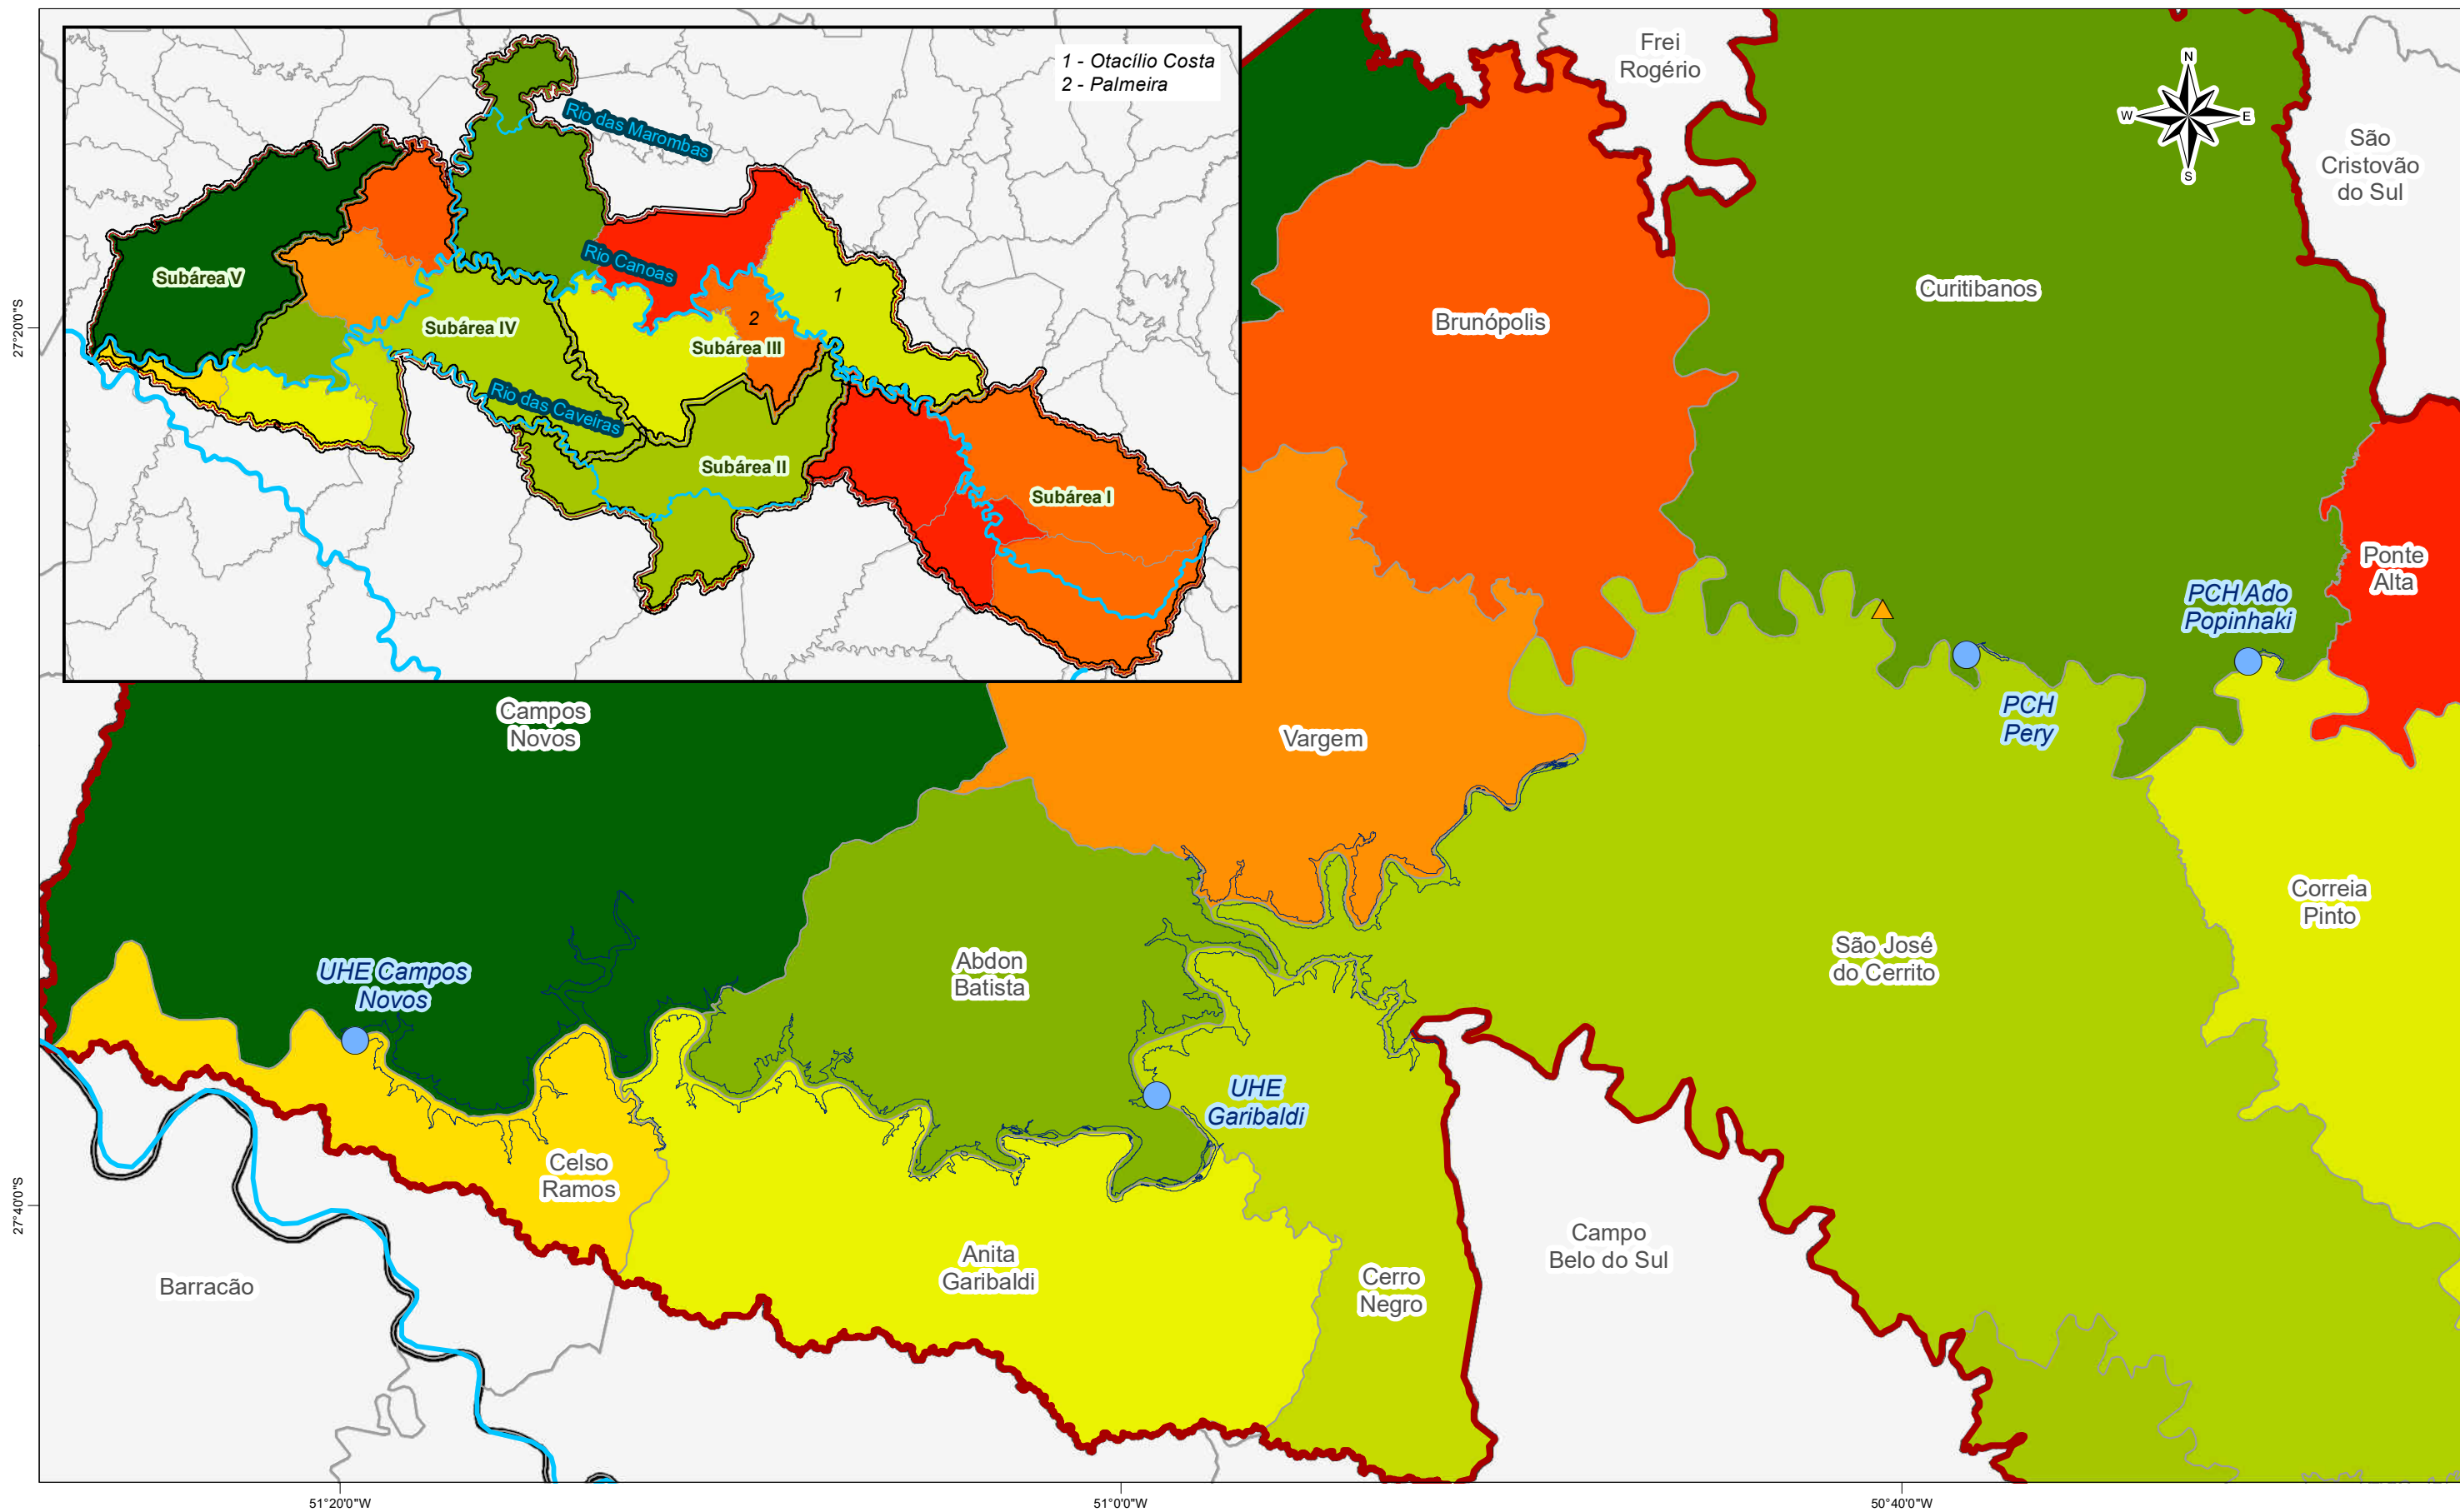 1 - Otacílio Costa
2 - Palmeira
Rio das Marombas
Rio Canoas
Rio das Caveiras
Subárea V
Subárea IV
Subárea III
Subárea II
Subárea I
1
2
Frei
Rogério
N
W
E
S
São
Cristovão
do Sul
Curitibanos
Brunópolis
Ponte
Alta
PCH Ado
Popinhaki
PCH
Pery
Campos
Novos
Vargem
Correia
Pinto
São José
do Cerrito
Abdon
Batista
UHE Campos
Novos
UHE
Garibaldi
Celso
Ramos
Anita
Garibaldi
Cerro
Negro
Campo
Belo do Sul
Barracão
27°20'0"S
27°40'0"S
51°20'0"W
51°0'0"W
50°40'0"W